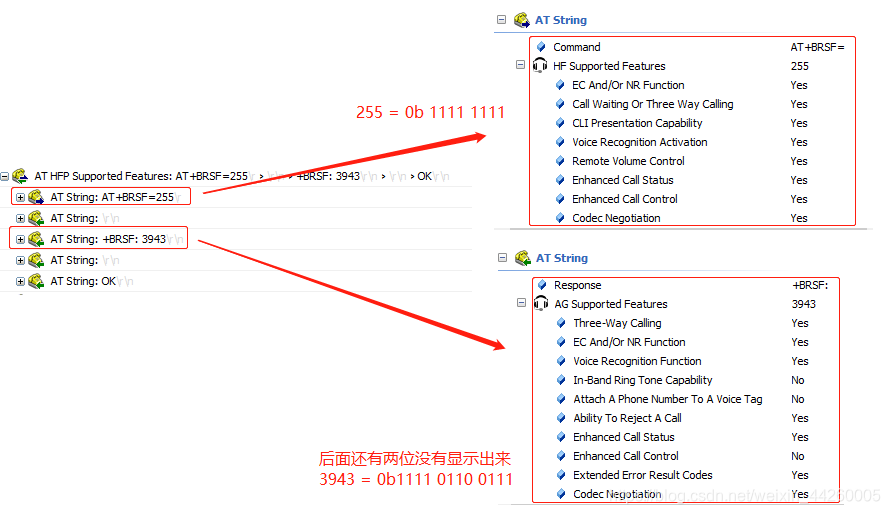 AT String
Command AT+BRSF=
HF Supported Features 255
EC And/Or NR Function Yes
Call Waiting Or Three Way Calling Yes
CLI Presentation Capability Yes
Voice Recognition Activation Yes
Remote Volume Control Yes
Enhanced Call Status Yes
Enhanced Call Control Yes
Codec Negotiation Yes
255 = 0b 1111 1111
AT HFP Supported Features: AT+BRSF=255\r\n > \r\n > +BRSF: 3943\r\n > \r\n > OK\r\n
AT String: AT+BRSF=255\r
AT String: \r\n
AT String: +BRSF: 3943\r\n
AT String: \r\n
AT String: OK\r\n
AT String
Response +BRSF:
AG Supported Features 3943
Three-Way Calling Yes
EC And/Or NR Function Yes
Voice Recognition Function Yes
In-Band Ring Tone Capability No
Attach A Phone Number To A Voice Tag No
Ability To Reject A Call Yes
Enhanced Call Status Yes
Enhanced Call Control No
Extended Error Result Codes Yes
Codec Negotiation Yes
后面还有两位没有显示出来
3943 = 0b1111 0110 0111